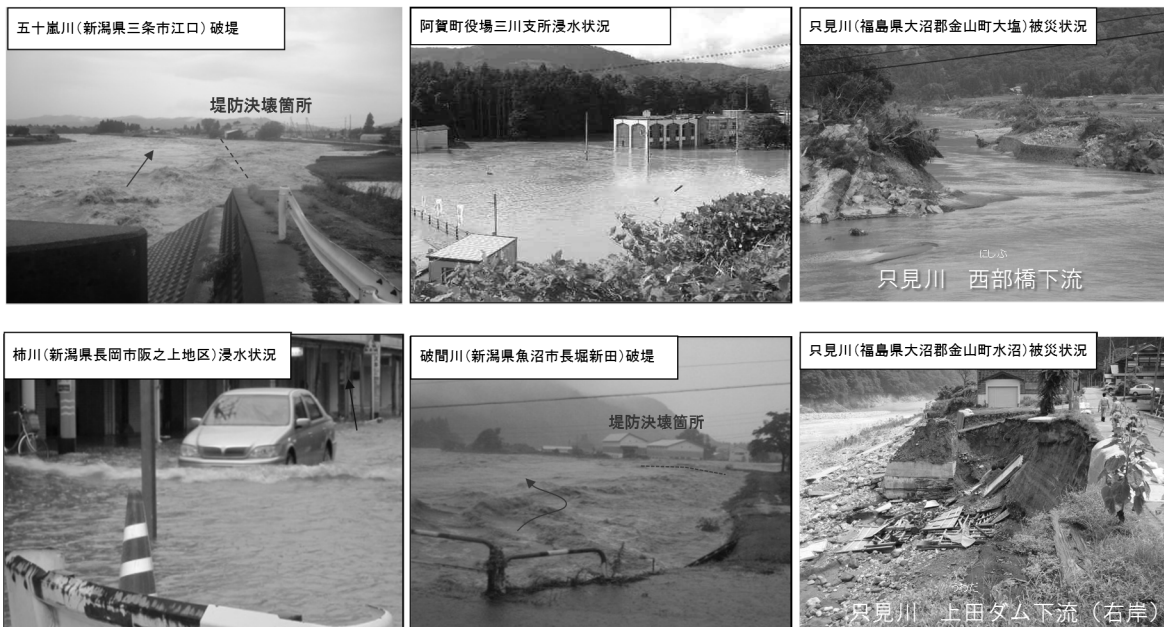 五十嵐川(新潟県三条市江口)破堤
堤防決壊箇所
阿賀町役場三川支所浸水状況
只見川(福島県大沼郡金山町大塩)被災状況
にしぶ
只見川 西部橋下流
柿川(新潟県長岡市阪之上地区)浸水状況
破間川(新潟県魚沼市長堀新田)破堤
堤防決壊箇所
只見川(福島県大沼郡金山町水沼)被災状況
只見川 上田ダム下流(右岸)